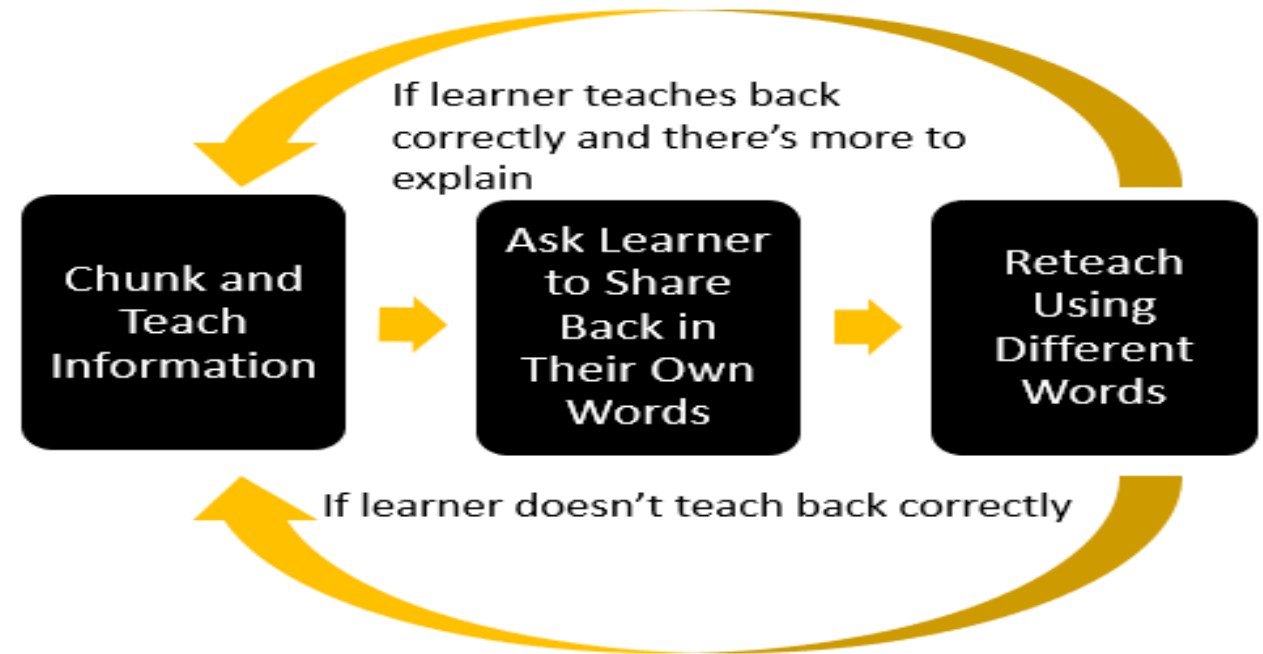 If learner teaches back
correctly and there's more to
explain
Chunk and
Teach
Information
Ask Learner
to Share
Back in
Their Own
Words
Reteach
Using
Different
Words
If learner doesn't teach back correctly